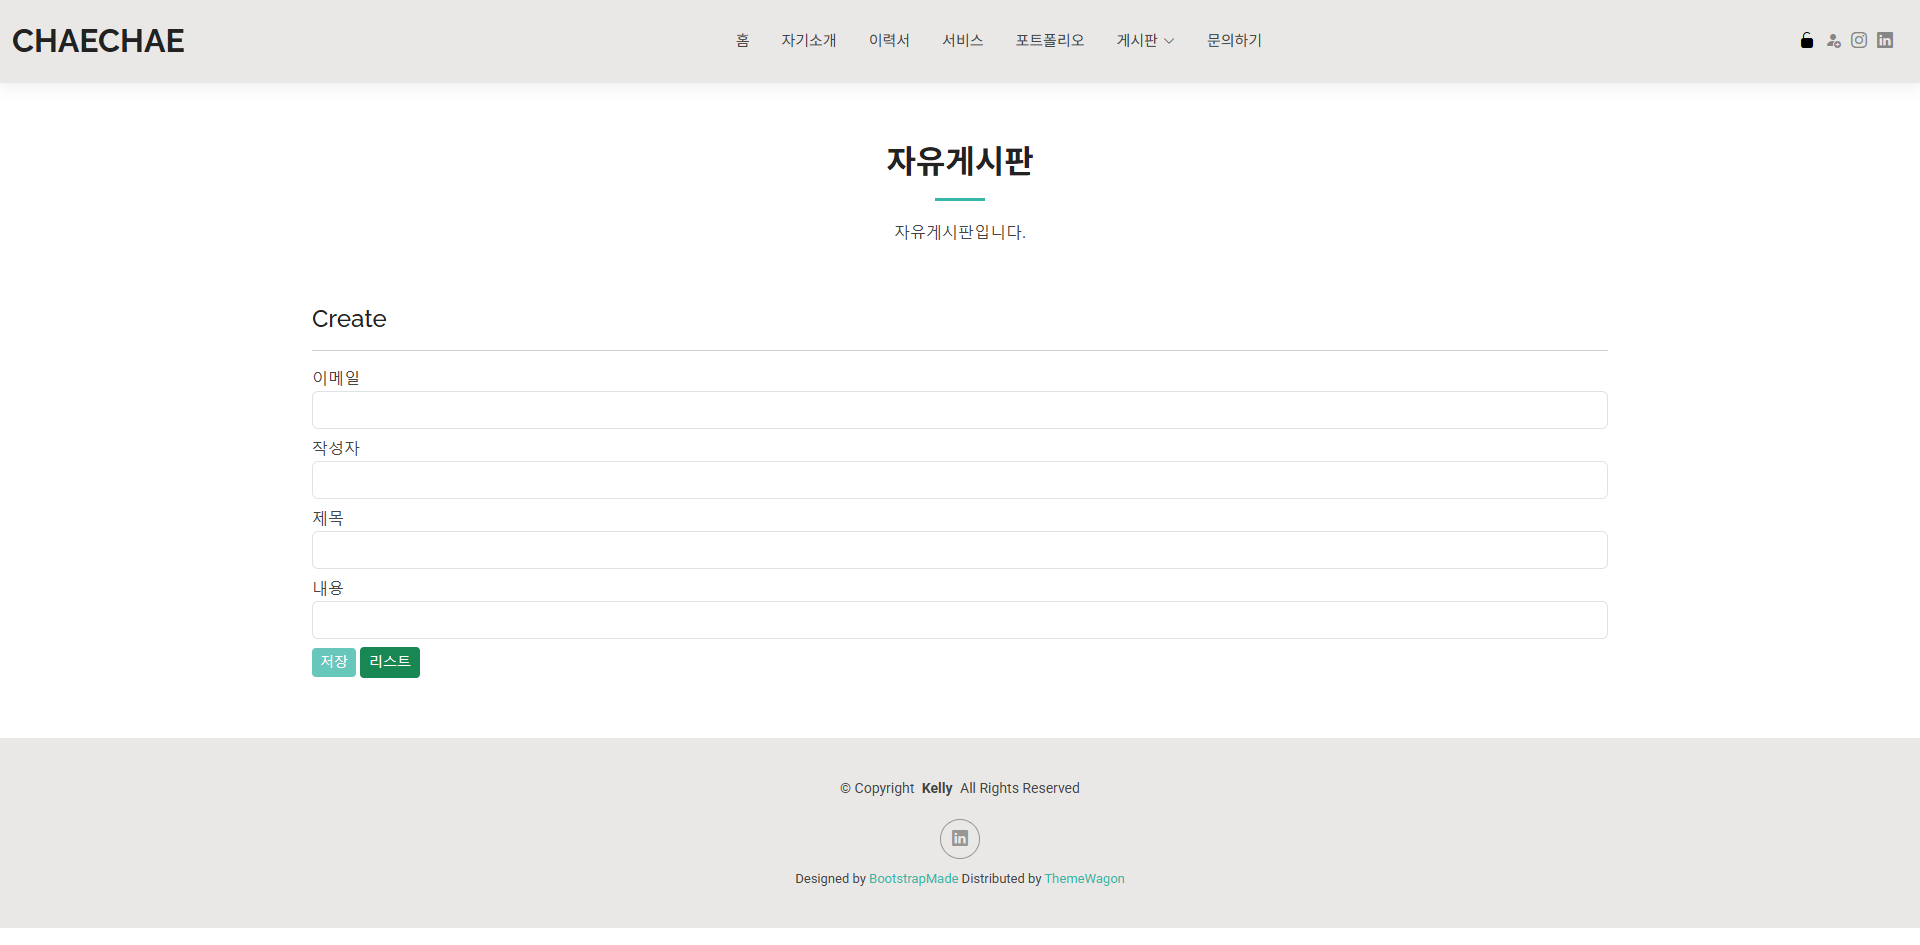 CHAECHAE 홈 자기소개 이력서 서비스 포트폴리오 게시판 문의하기
자유게시판
자유게시판입니다.
Create
이메일
작성자
제목
내용
저장 리스트
© Copyright Kelly All Rights Reserved
Designed by BootstrapMade Distributed by ThemeWagon